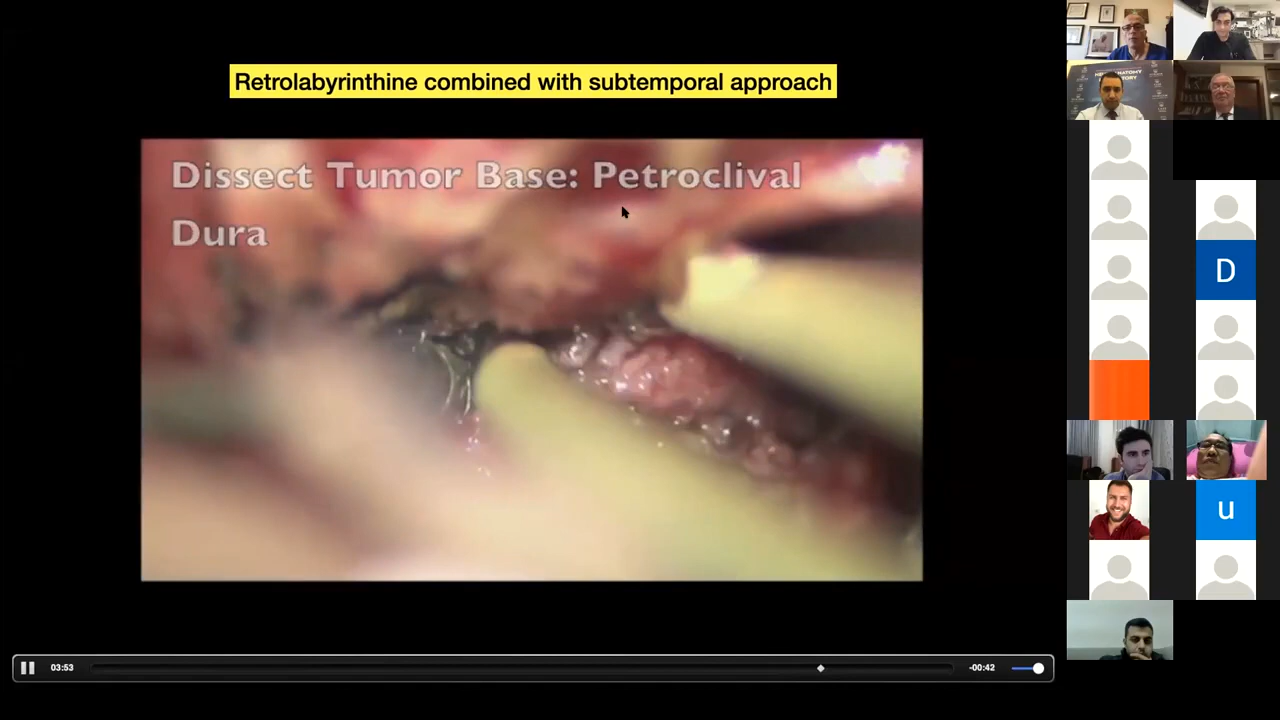 Retrolabyrinthine combined with subtemporal approach
Dissect Tumor Base: Petroclival
Dura
D
u
03:53
-00:42